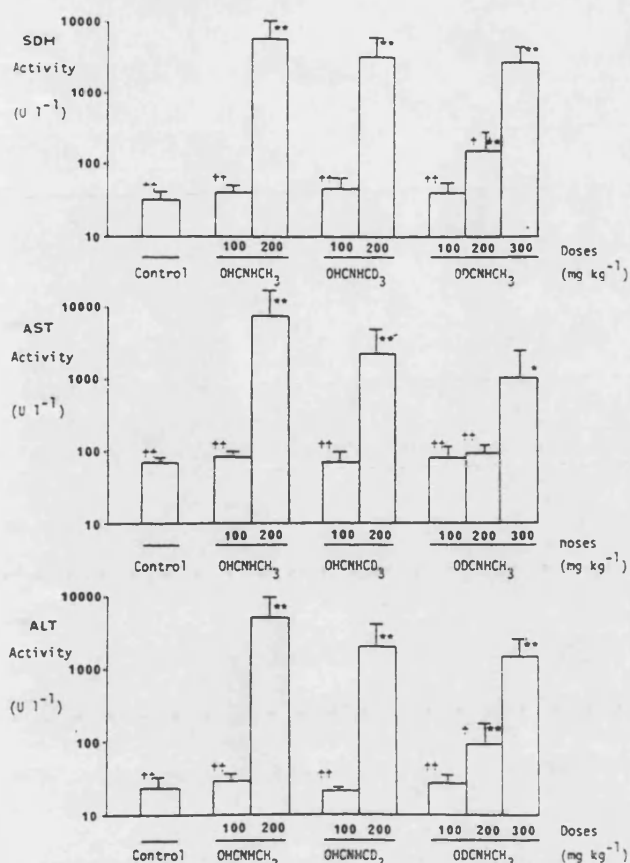 SDH
Activity
(U l⁻¹)
10000
1000
100
10
†† †† ** †† ** †† † ** **
100 200 100 200 100 200 300 Doses
Control OHCNHCH₃ OHCNHCD₃ ODCNHCH₃ (mg kg⁻¹)
AST
Activity
(U l⁻¹)
10000
1000
100
10
†† †† ** †† ** †† †† *
100 200 100 200 100 200 300 noses
Control OHCNHCH₃ OHCNHCD₃ ODCNHCH₃ (mg kg⁻¹)
ALT
Activity
(U l⁻¹)
10000
1000
100
10
†† †† ** †† ** †† † ** **
100 200 100 200 100 200 300 Doses
Control OHCNHCH₃ OHCNHCD₃ ODCNHCH₃ (mg kg⁻¹)